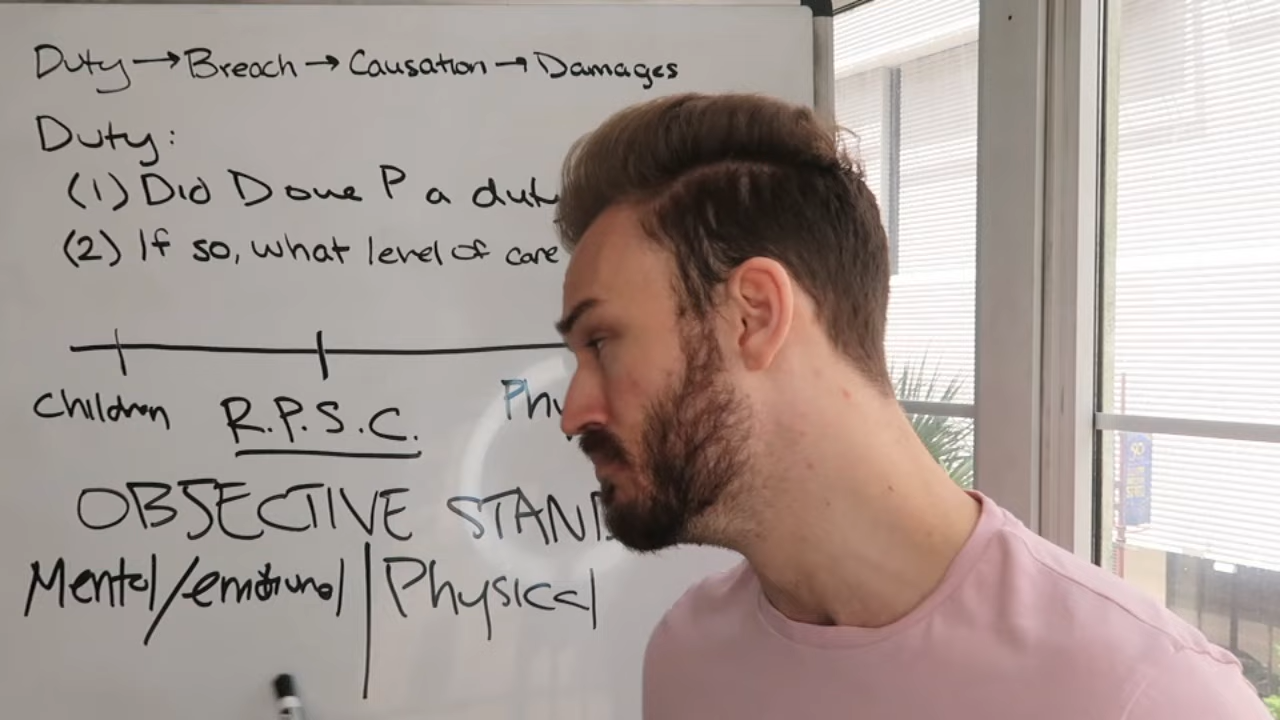 Duty → Breach → Causation → Damages
Duty:
(1) Did D owe P a duty
(2) If so, what level of care
Children R.P.S.C. Phy
OBJECTIVE STAND
Mental/emotional | Physical